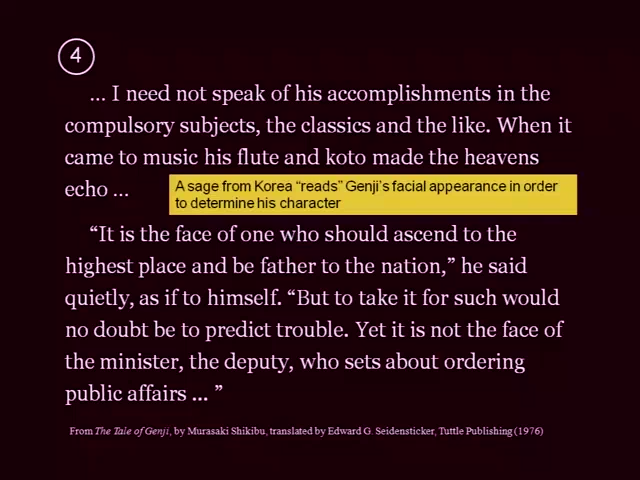 4
... I need not speak of his accomplishments in the
compulsory subjects, the classics and the like. When it
came to music his flute and koto made the heavens
echo ...
A sage from Korea “reads” Genji’s facial appearance in order
to determine his character
“It is the face of one who should ascend to the
highest place and be father to the nation,” he said
quietly, as if to himself. “But to take it for such would
no doubt be to predict trouble. Yet it is not the face of
the minister, the deputy, who sets about ordering
public affairs ... ”
From The Tale of Genji, by Murasaki Shikibu, translated by Edward G. Seidensticker, Tuttle Publishing (1976)